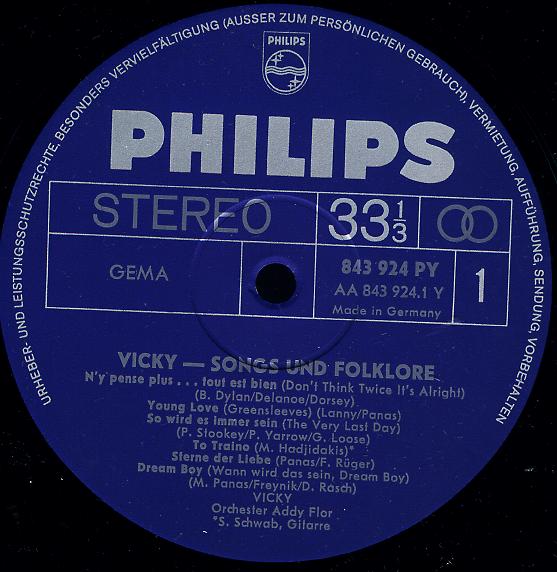 URHEBER- UND LEISTUNGSSCHUTZRECHTE, BESONDERS VERVIELFÄLTIGUNG (AUSSER ZUM PERSÖNLICHEN GEBRAUCH), VERMIETUNG, AUFFÜHRUNG, SENDUNG, VORBEHALTEN
PHILIPS
PHILIPS
STEREO
33 1/3
GEMA
843 924 PY
AA 843 924.1 Y
Made in Germany
1
VICKY — SONGS UND FOLKLORE
N'y pense plus . . . tout est bien (Don't Think Twice It's Alright)
(B. Dylan/Delanoe/Dorsey)
Young Love (Greensleeves) (Lanny/Panas)
So wird es immer sein (The Very Last Day)
(P. Stookey/P. Yarrow/G. Loose)
To Traino (M. Hadjidakis)*
Sterne der Liebe (Panas/F. Rüger)
Dream Boy (Wann wird das sein, Dream Boy)
(M. Panas/Freynik/D. Rasch)
VICKY
Orchester Addy Flor
*S. Schwab, Gitarre